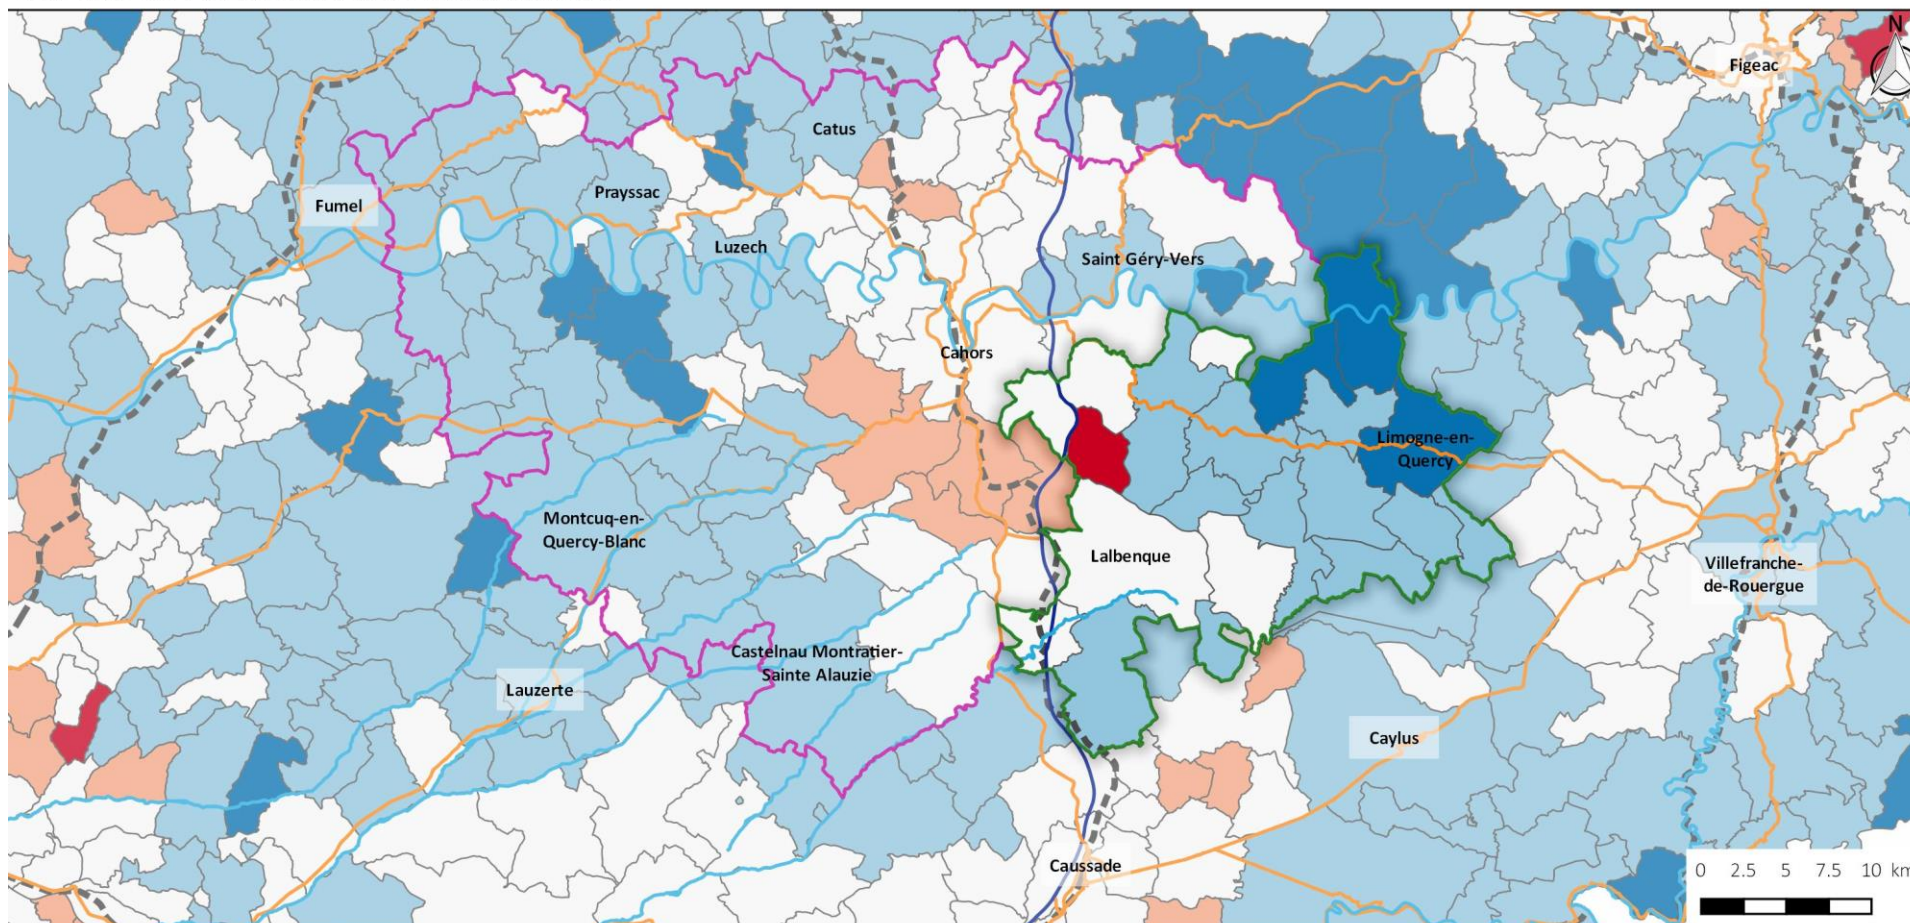 N
Figeac
Catus
Prayssac
Fumel
Luzech
Saint Géry-Vers
Cahors
Limogne-en-
Quercy
Montcuq-en-
Quercy-Blanc
Lalbenque
Villefranche-
de-Rouergue
Castelnau Montratier-
Sainte Alauzie
Lauzerte
Caylus
Caussade
0 2.5 5 7.5 10 km